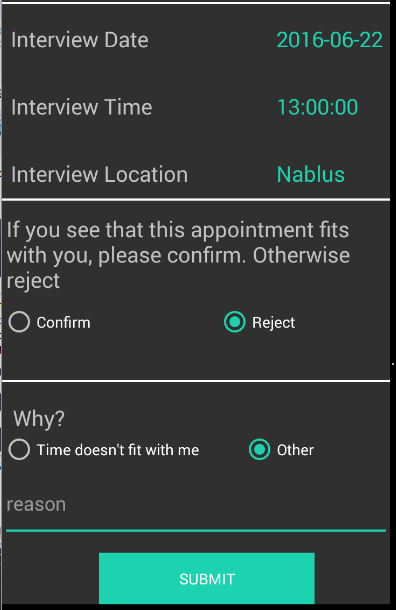 Interview Date 2016-06-22
Interview Time 13:00:00
Interview Location Nablus
If you see that this appointment fits
with you, please confirm. Otherwise
reject
Confirm Reject
Why?
Time doesn't fit with me Other
reason
SUBMIT